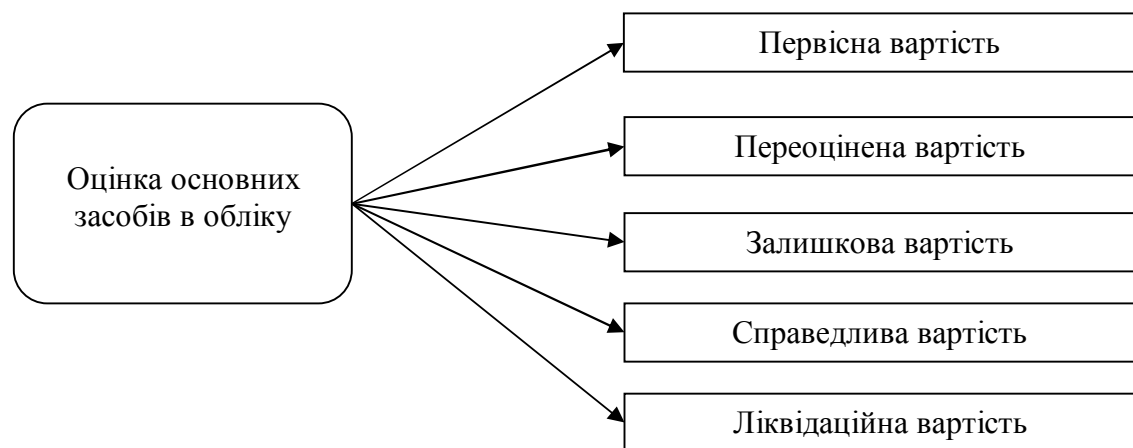 Оцінка основних
засобів в обліку
Первісна вартість
Переоцінена вартість
Залишкова вартість
Справедлива вартість
Ліквідаційна вартість